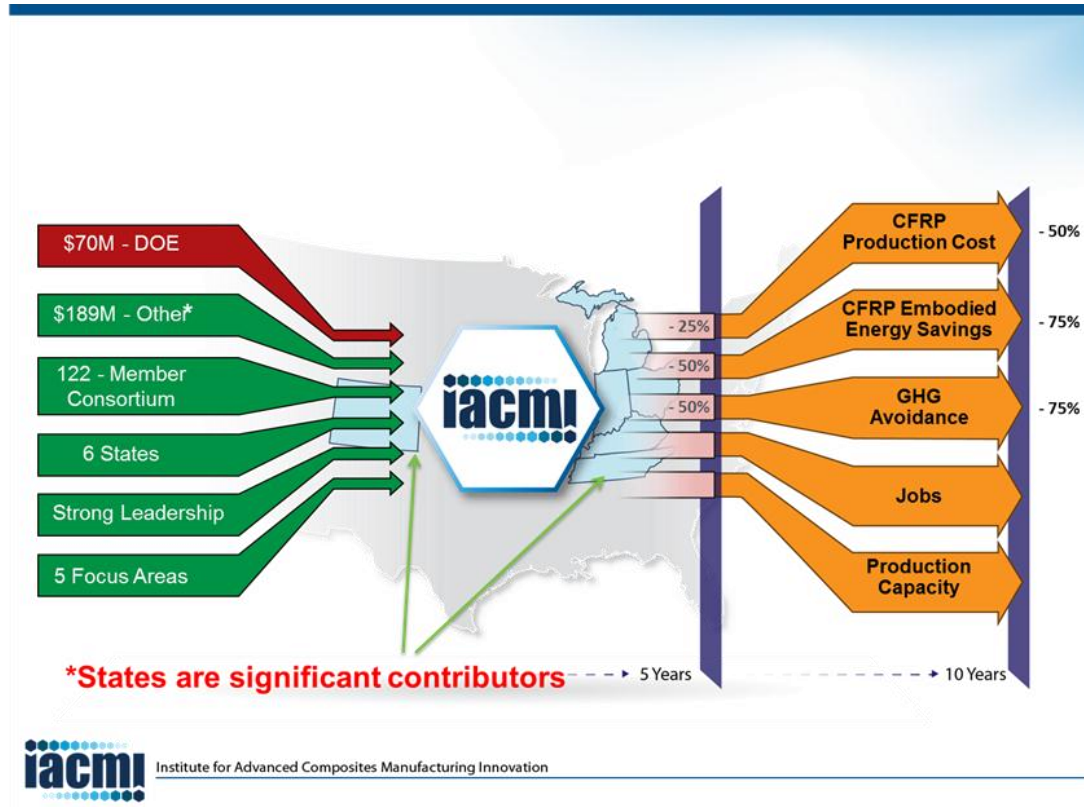 $70M - DOE
$189M - Other*
122 - Member
Consortium
6 States
Strong Leadership
5 Focus Areas
iacmi
- 25%
- 50%
- 50%
CFRP
Production Cost
CFRP Embodied
Energy Savings
GHG
Avoidance
Jobs
Production
Capacity
- 50%
- 75%
- 75%
*States are significant contributors
5 Years
10 Years
iacmi
Institute for Advanced Composites Manufacturing Innovation